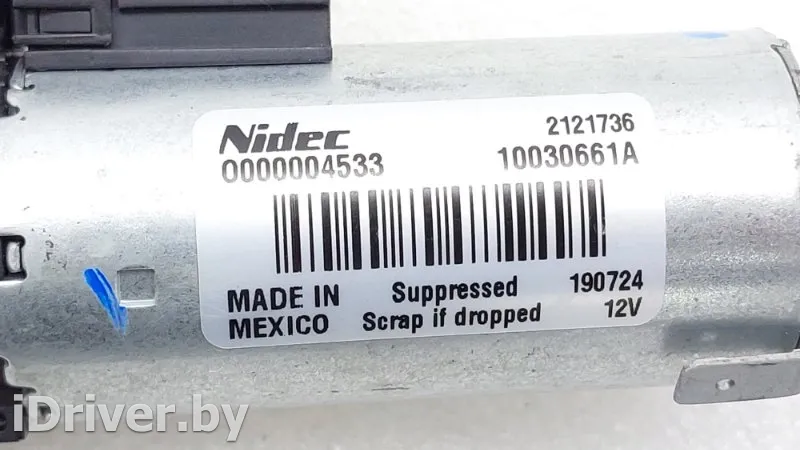 Nidec
2121736
0000004533
10030661A
MADE IN
MEXICO
Suppressed
Scrap if dropped
190724
12V
iDriver.by